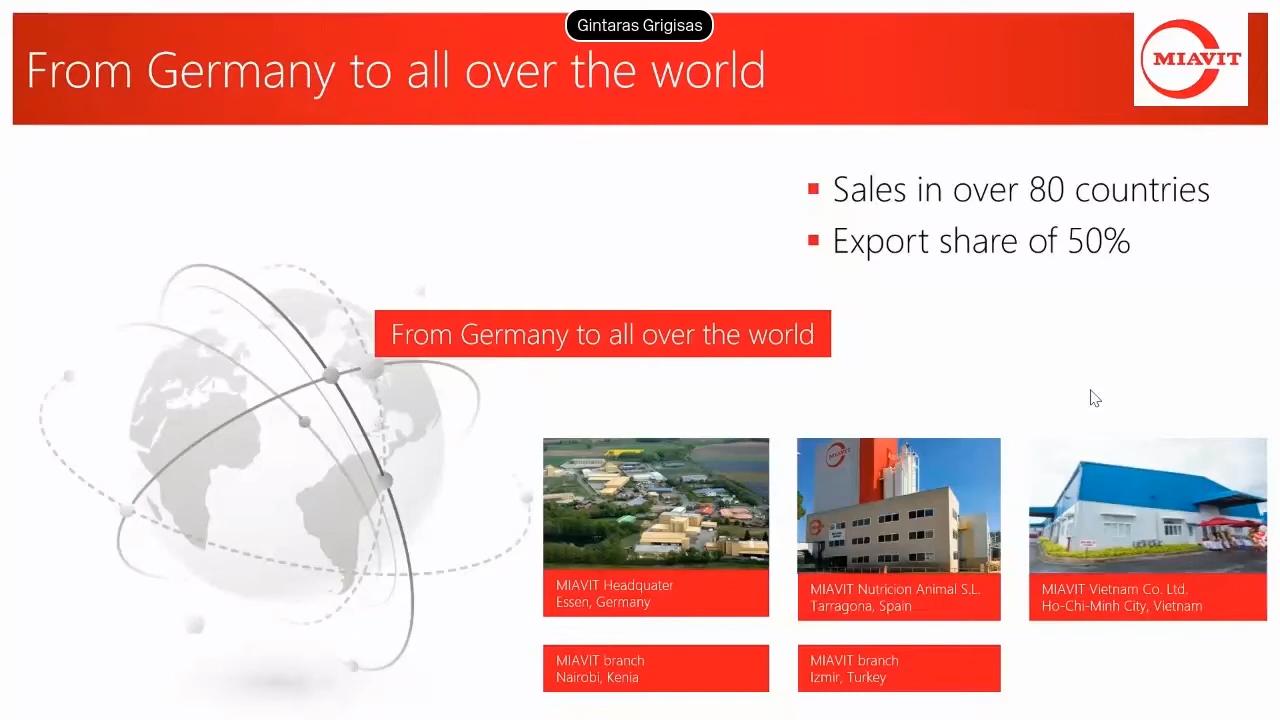 Gintaras Grigisas
From Germany to all over the world
MIAVIT
Sales in over 80 countries
Export share of 50%
From Germany to all over the world
MIAVIT Headquater
Essen, Germany
MIAVIT Nutricion Animal S.L.
Tarragona, Spain
MIAVIT Vietnam Co. Ltd.
Ho-Chi-Minh City, Vietnam
MIAVIT branch
Nairobi, Kenia
MIAVIT branch
Izmir, Turkey